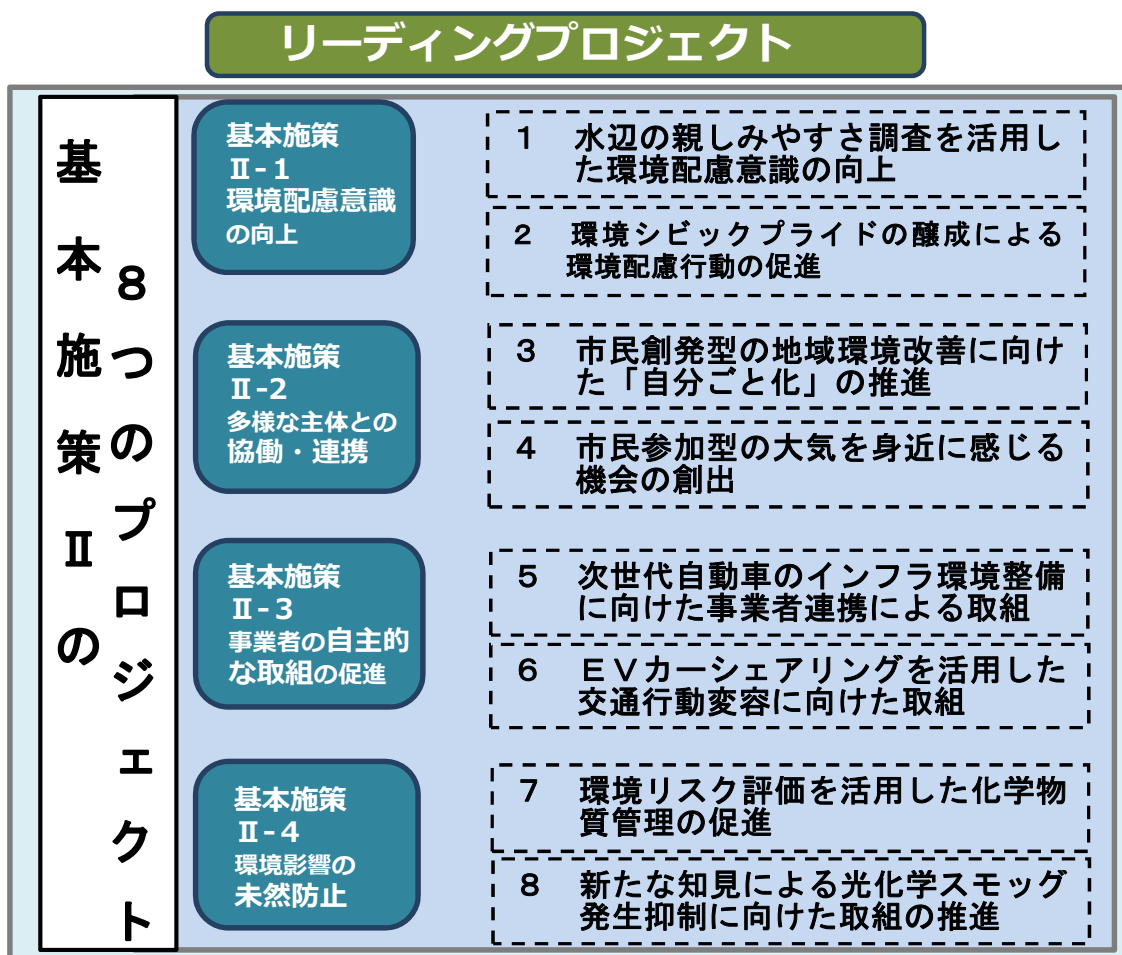 リーディングプロジェクト
基本施策Ⅱの
8つのプロジェクト
基本施策
Ⅱ-1
環境配慮意識
の向上
1 水辺の親しみやすさ調査を活用し
た環境配慮意識の向上
2 環境シビックプライドの醸成による
環境配慮行動の促進
基本施策
Ⅱ-2
多様な主体との
協働・連携
3 市民創発型の地域環境改善に向け
た「自分ごと化」の推進
4 市民参加型の大気を身近に感じる
機会の創出
基本施策
Ⅱ-3
事業者の自主的
な取組の促進
5 次世代自動車のインフラ環境整備
に向けた事業者連携による取組
6 ＥＶカーシェアリングを活用した
交通行動変容に向けた取組
基本施策
Ⅱ-4
環境影響の
未然防止
7 環境リスク評価を活用した化学物
質管理の促進
8 新たな知見による光化学スモッグ
発生抑制に向けた取組の推進